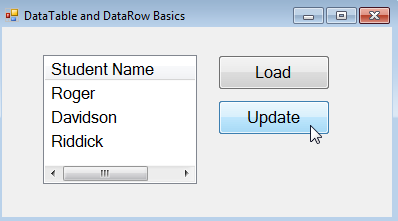 DataTable and DataRow Basics
Student Name
Roger
Davidson
Riddick
Load
Update